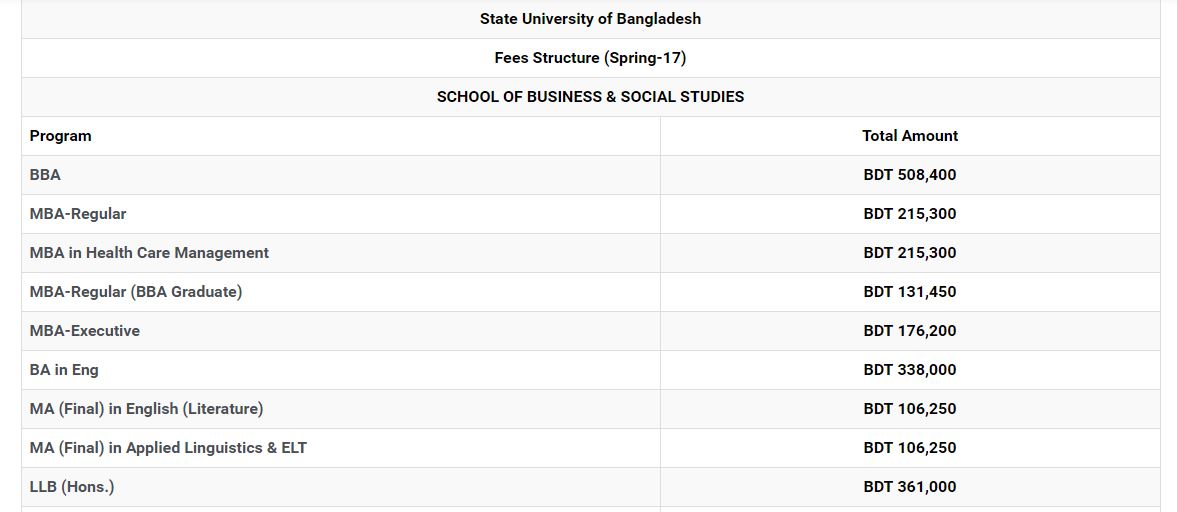 State University of Bangladesh
Fees Structure (Spring-17)
SCHOOL OF BUSINESS & SOCIAL STUDIES
Program Total Amount
BBA BDT 508,400
MBA-Regular BDT 215,300
MBA in Health Care Management BDT 215,300
MBA-Regular (BBA Graduate) BDT 131,450
MBA-Executive BDT 176,200
BA in Eng BDT 338,000
MA (Final) in English (Literature) BDT 106,250
MA (Final) in Applied Linguistics & ELT BDT 106,250
LLB (Hons.) BDT 361,000